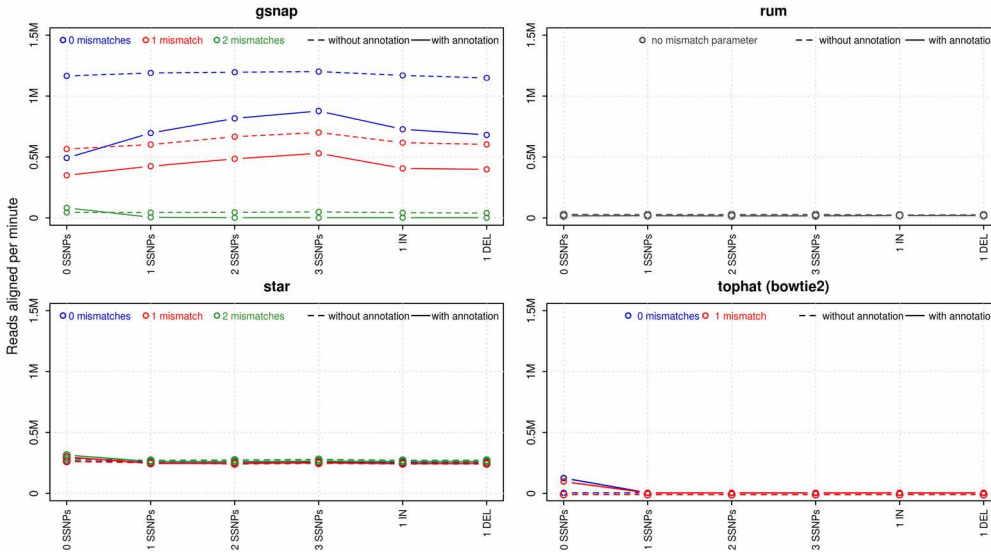 Reads aligned per minute
gsnap
0 mismatches 1 mismatch 2 mismatches without annotation with annotation
1.5M
1M
0.5M
0
0 SSNPs 1 SSNPs 2 SSNPs 3 SSNPs 1 IN 1 DEL
rum
no mismatch parameter without annotation with annotatio
1.5M
1M
0.5M
0
0 SSNPs 1 SSNPs 2 SSNPs 3 SSNPs 1 IN 1 DEL
star
0 mismatches 1 mismatch 2 mismatches without annotation with annotation
1.5M
1M
0.5M
0
0 SSNPs 1 SSNPs 2 SSNPs 3 SSNPs 1 IN 1 DEL
tophat (bowtie2)
0 mismatches 1 mismatch without annotation with annotatio
1.5M
1M
0.5M
0
0 SSNPs 1 SSNPs 2 SSNPs 3 SSNPs 1 IN 1 DEL